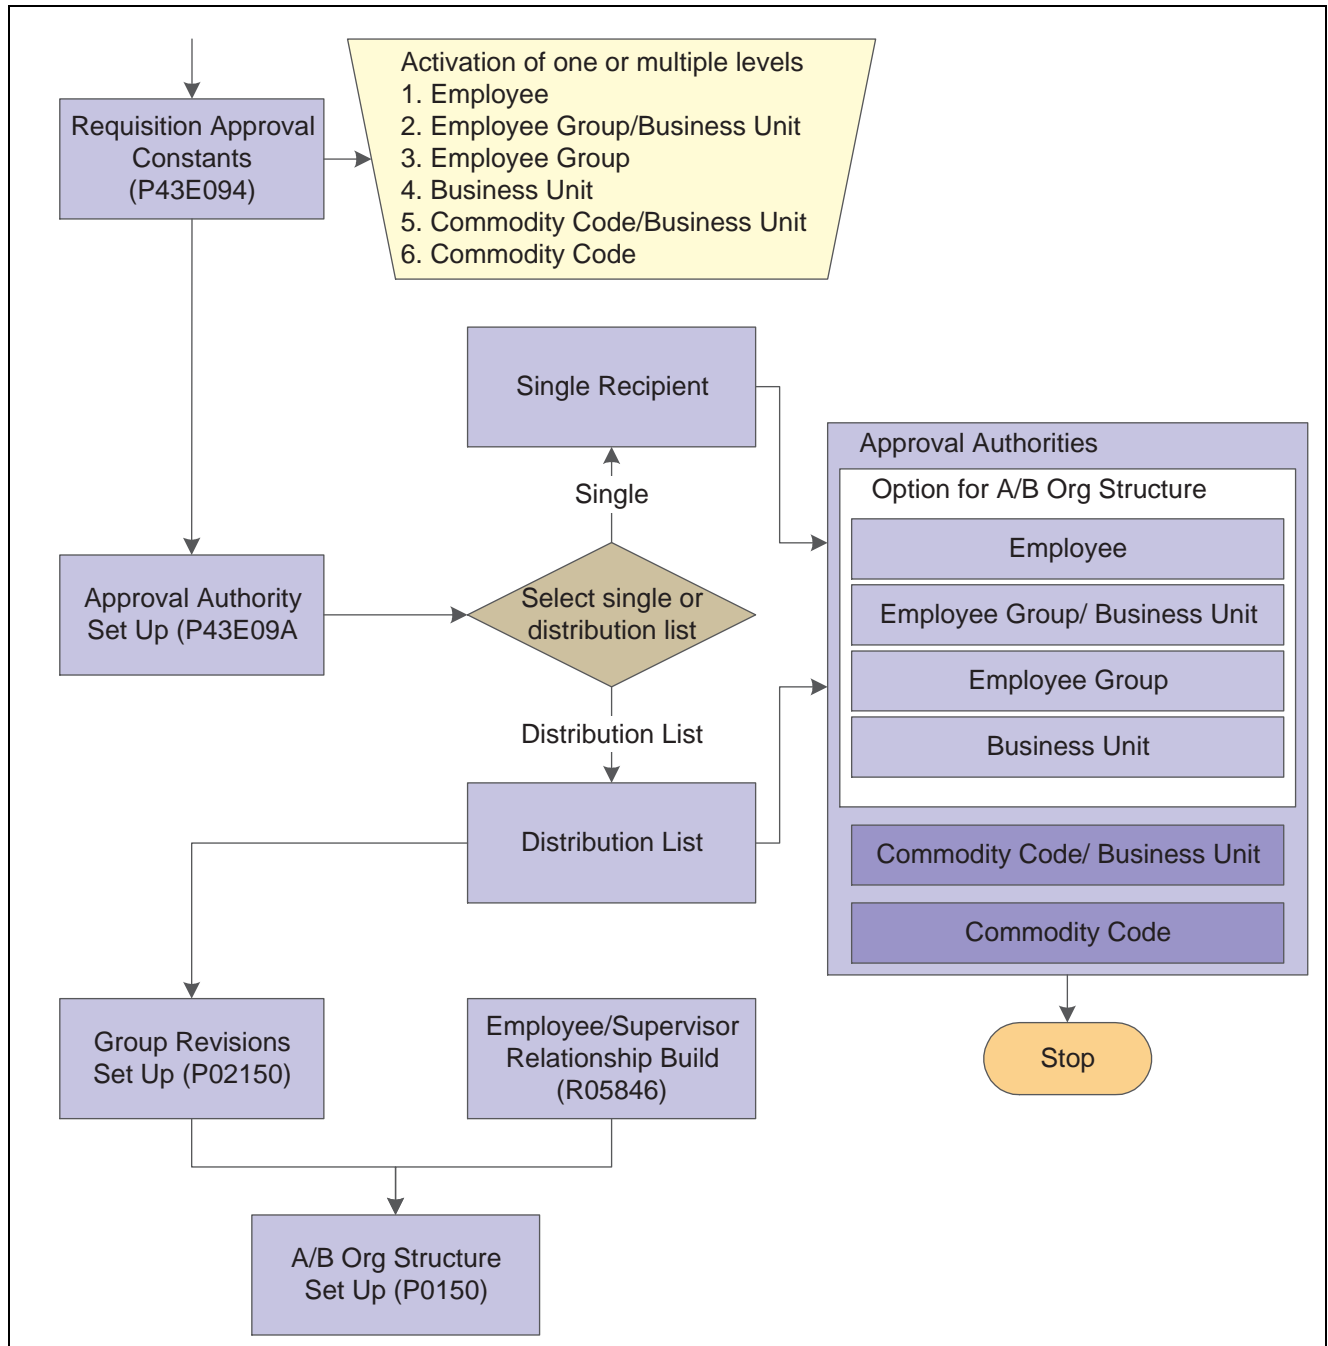 Requisition Approval
Constants
(P43E094)
Activation of one or multiple levels
1. Employee
2. Employee Group/Business Unit
3. Employee Group
4. Business Unit
5. Commodity Code/Business Unit
6. Commodity Code
Single Recipient
Single
Approval Authority
Set Up (P43E09A
Select single or
distribution list
Distribution List
Distribution List
Approval Authorities
Option for A/B Org Structure
Employee
Employee Group/ Business Unit
Employee Group
Business Unit
Commodity Code/ Business Unit
Commodity Code
Stop
Group Revisions
Set Up (P02150)
Employee/Supervisor
Relationship Build
(R05846)
A/B Org Structure
Set Up (P0150)